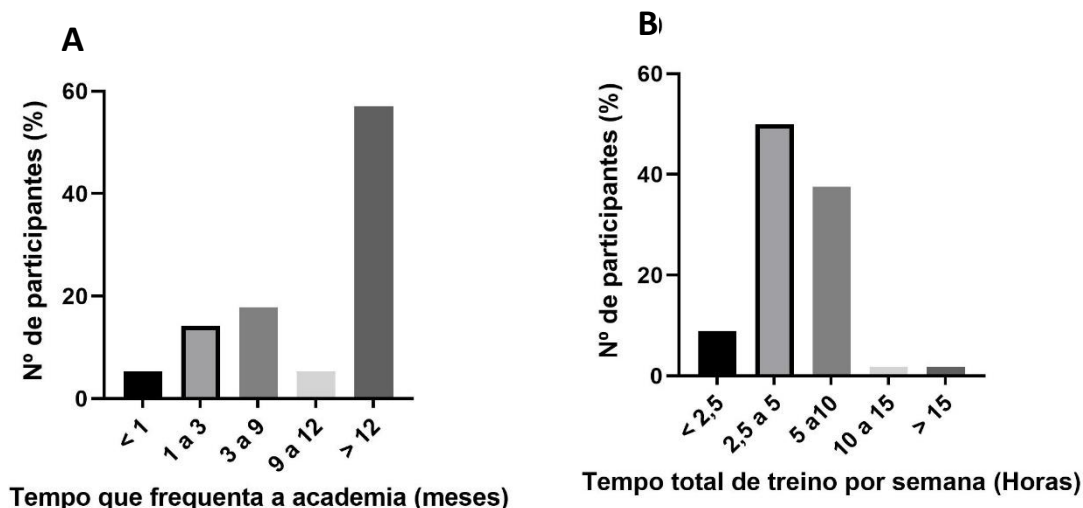 A
Nº de participantes (%)
60
40
20
0
< 1
1 a 3
3 a 9
9 a 12
> 12
Tempo que frequenta a academia (meses)
B)
Nº de participantes (%)
60
40
20
0
< 2,5
2,5 a 5
5 a10
10 a 15
> 15
Tempo total de treino por semana (Horas)